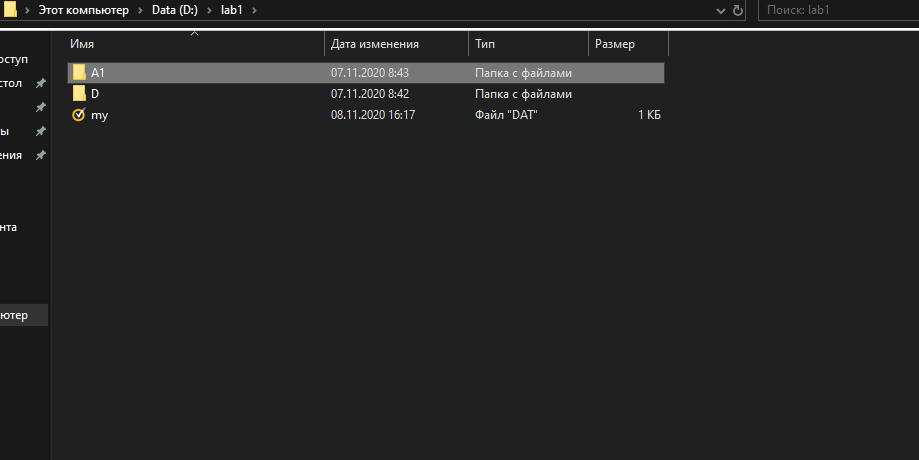 Этот компьютер > Data (D:) > lab1 > Поиск: lab1
Имя Дата изменения Тип Размер
оступ
A1 07.11.2020 8:43 Папка с файлами
стол
D 07.11.2020 8:42 Папка с файлами
my 08.11.2020 16:17 Файл "DAT" 1 КБ
ы
ения
нта
ютер